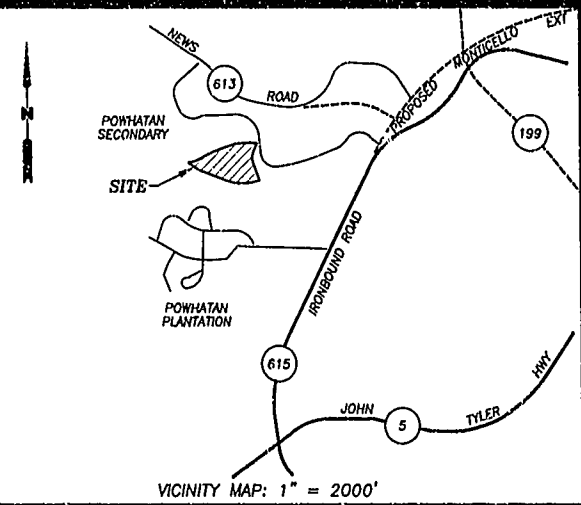 NEWS
613
ROAD
PROPOSED MONTICELLO EXT
199
POWHATAN
SECONDARY
SITE
N
IRONBOUND ROAD
POWHATAN
PLANTATION
615
JOHN
5
TYLER
HWY
VICINITY MAP: 1" = 2000'